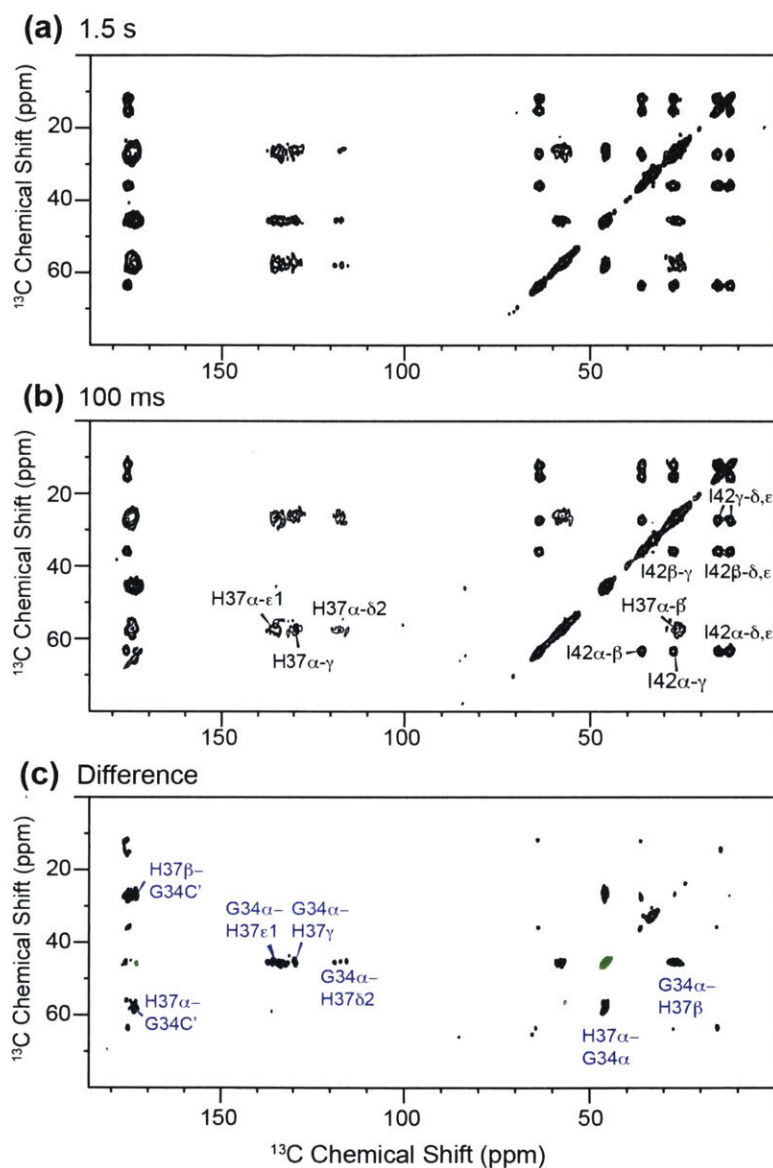 (a) 1.5 s
20
40
60
¹³C Chemical Shift (ppm)
150
100
50
(b) 100 ms
20
40
60
¹³C Chemical Shift (ppm)
I42γ-δ,ε
I42β-γ
I42β-δ,ε
H37α-ε1
H37α-δ2
H37α-β
H37α-γ
I42α-β
I42α-δ,ε
I42α-γ
150
100
50
(c) Difference
20
40
60
¹³C Chemical Shift (ppm)
H37β–
G34C'
G34α–
H37ε1
G34α–
H37γ
G34α–
H37δ2
H37α–
G34C'
G34α–
H37β
H37α–
G34α
150
100
50
¹³C Chemical Shift (ppm)